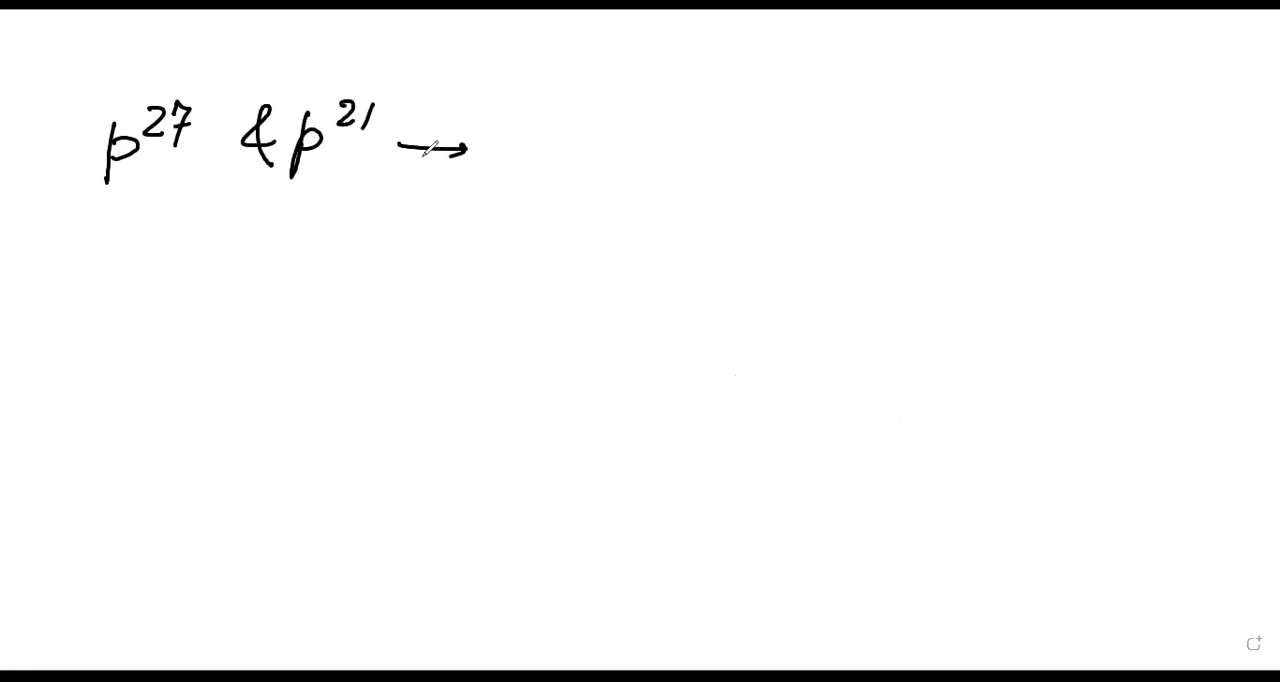 p²⁷ & p²¹ →